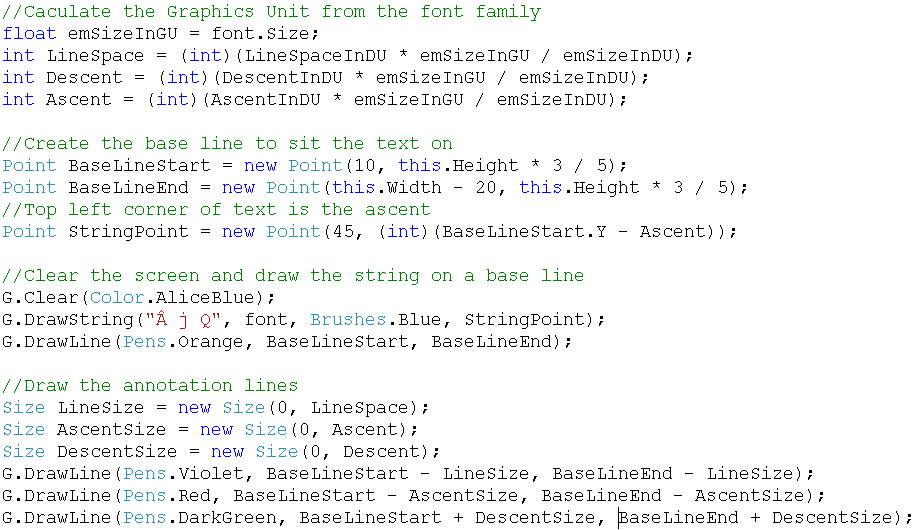 //Caculate the Graphics Unit from the font family
float emSizeInGU = font.Size;
int LineSpace = (int)(LineSpaceInDU * emSizeInGU / emSizeInDU);
int Descent = (int)(DescentInDU * emSizeInGU / emSizeInDU);
int Ascent = (int)(AscentInDU * emSizeInGU / emSizeInDU);

//Create the base line to sit the text on
Point BaseLineStart = new Point(10, this.Height * 3 / 5);
Point BaseLineEnd = new Point(this.Width - 20, this.Height * 3 / 5);
//Top left corner of text is the ascent
Point StringPoint = new Point(45, (int)(BaseLineStart.Y - Ascent));

//Clear the screen and draw the string on a base line
G.Clear(Color.AliceBlue);
G.DrawString("Â j Q", font, Brushes.Blue, StringPoint);
G.DrawLine(Pens.Orange, BaseLineStart, BaseLineEnd);

//Draw the annotation lines
Size LineSize = new Size(0, LineSpace);
Size AscentSize = new Size(0, Ascent);
Size DescentSize = new Size(0, Descent);
G.DrawLine(Pens.Violet, BaseLineStart - LineSize, BaseLineEnd - LineSize);
G.DrawLine(Pens.Red, BaseLineStart - AscentSize, BaseLineEnd - AscentSize);
G.DrawLine(Pens.DarkGreen, BaseLineStart + DescentSize, BaseLineEnd + DescentSize);